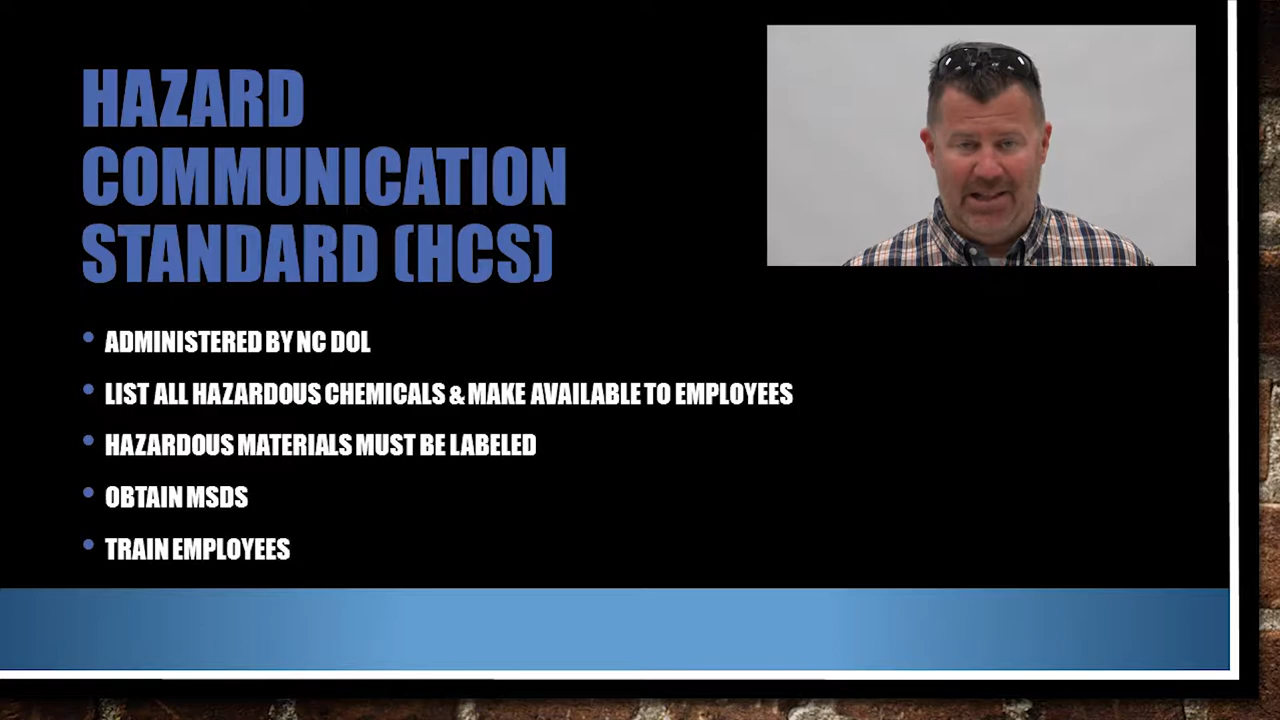 HAZARD
COMMUNICATION
STANDARD (HCS)
• ADMINISTERED BY NC DOL
• LIST ALL HAZARDOUS CHEMICALS & MAKE AVAILABLE TO EMPLOYEES
• HAZARDOUS MATERIALS MUST BE LABELED
• OBTAIN MSDS
• TRAIN EMPLOYEES